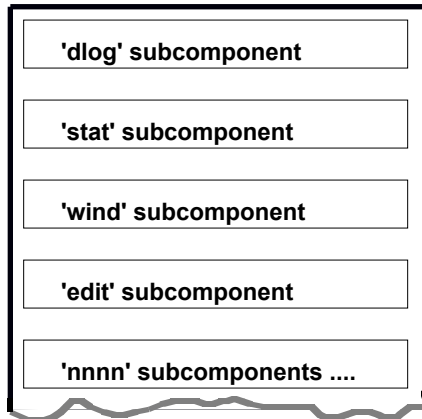 'dlog' subcomponent
'stat' subcomponent
'wind' subcomponent
'edit' subcomponent
'nnnn' subcomponents ....